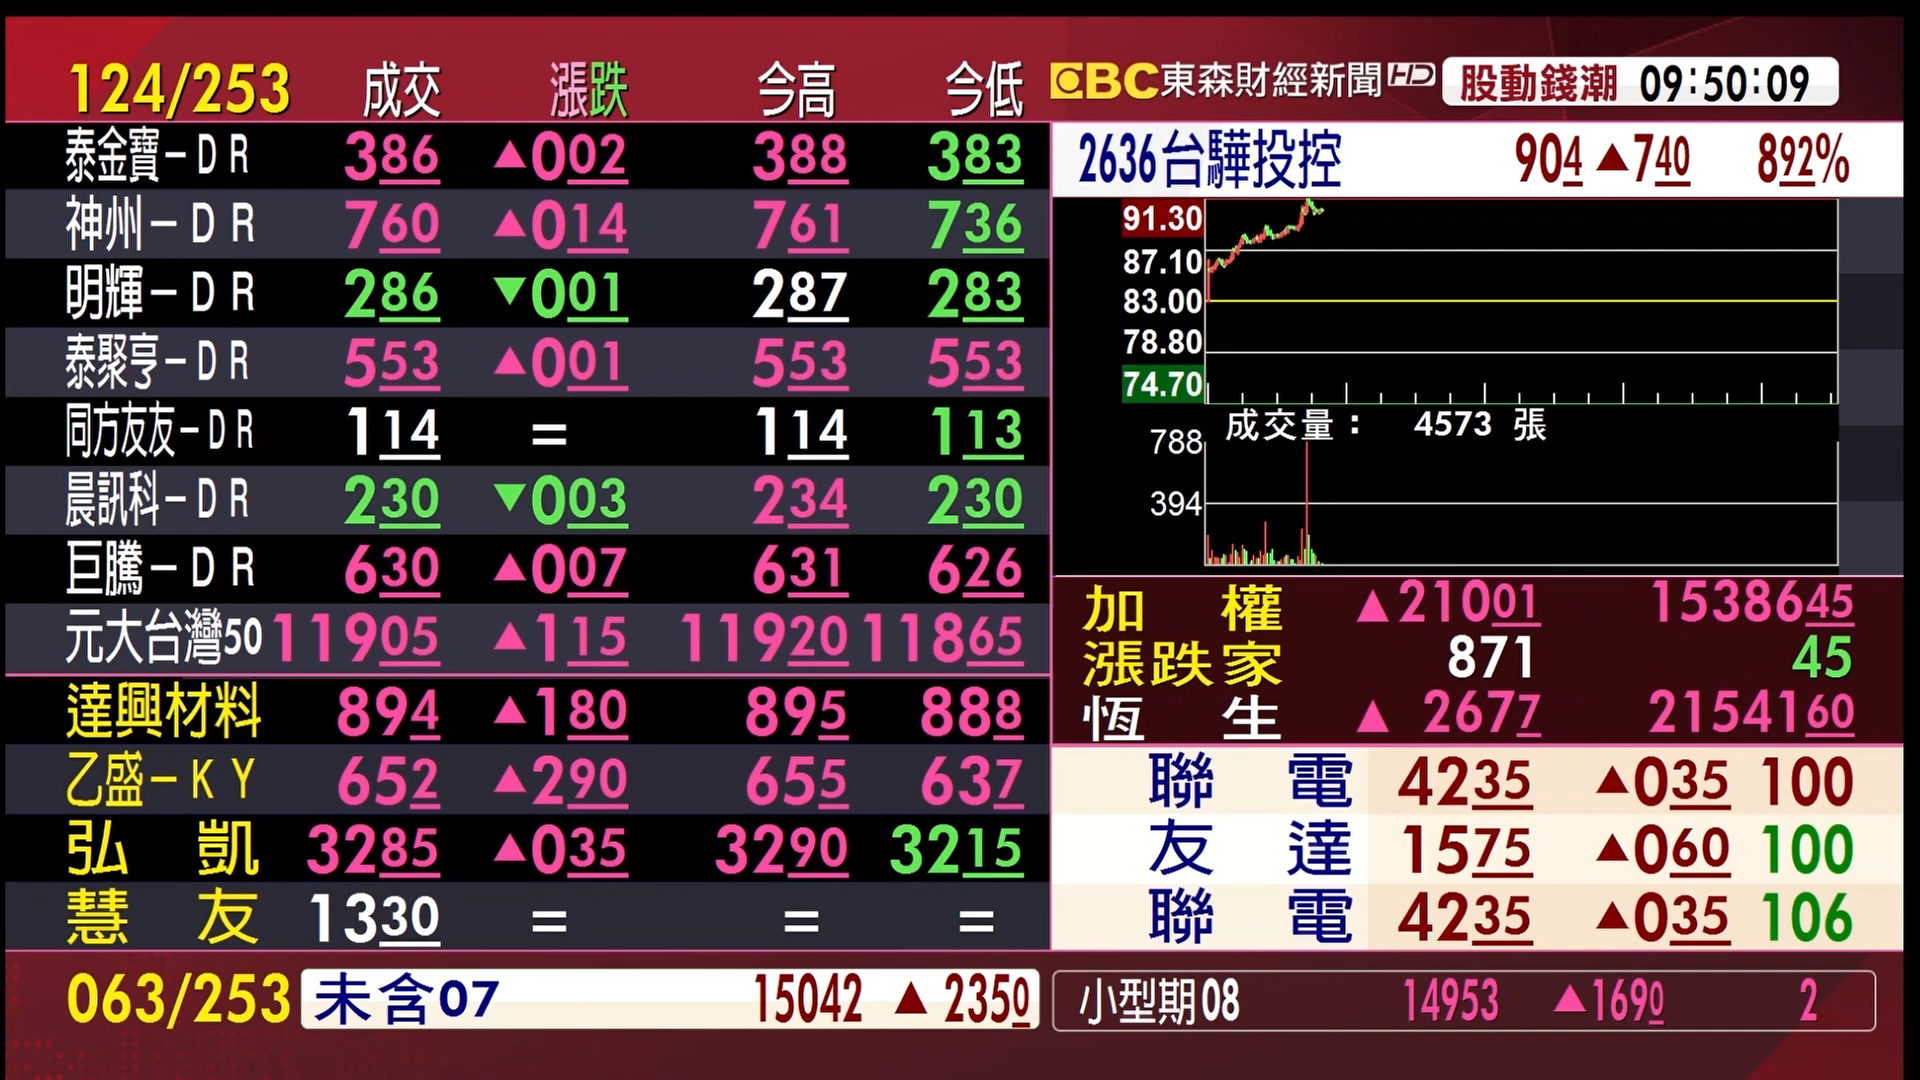 124/253 成交 漲跌 今高 今低
泰金寶-DR 386 ▲002 388 383
神州-DR 760 ▲014 761 736
明輝-DR 286 ▼001 287 283
泰聚亨-DR 553 ▲001 553 553
同方友友-DR 114 = 114 113
晨訊科-DR 230 ▼003 234 230
巨騰-DR 630 ▲007 631 626
元大台灣50 11905 ▲115 11920 11865
達興材料 894 ▲180 895 888
乙盛-KY 652 ▲290 655 637
弘凱 3285 ▲035 3290 3215
慧友 1330 = = =
063/253 未含07 15042 ▲ 2350
EBC東森財經新聞HD 股動錢潮 09:50:09
2636台驊投控 904 ▲740 892%
91.30
87.10
83.00
78.80
74.70
成交量: 4573 張
788
394
加權 ▲21001 1538645
漲跌家 871 45
恆生 ▲ 2677 2154160
聯電 4235 ▲035 100
友達 1575 ▲060 100
聯電 4235 ▲035 106
小型期08 14953 ▲1690 2